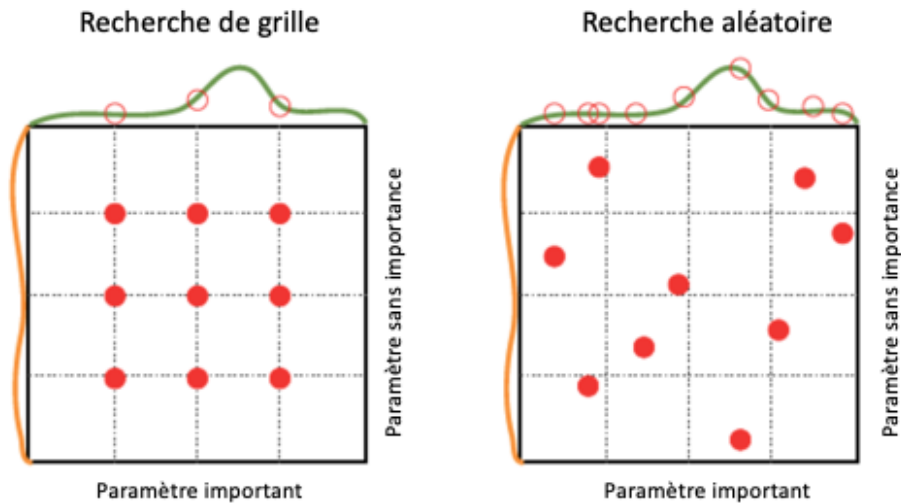 Recherche de grille
Recherche aléatoire
Paramètre sans importance
Paramètre sans importance
Paramètre important
Paramètre important